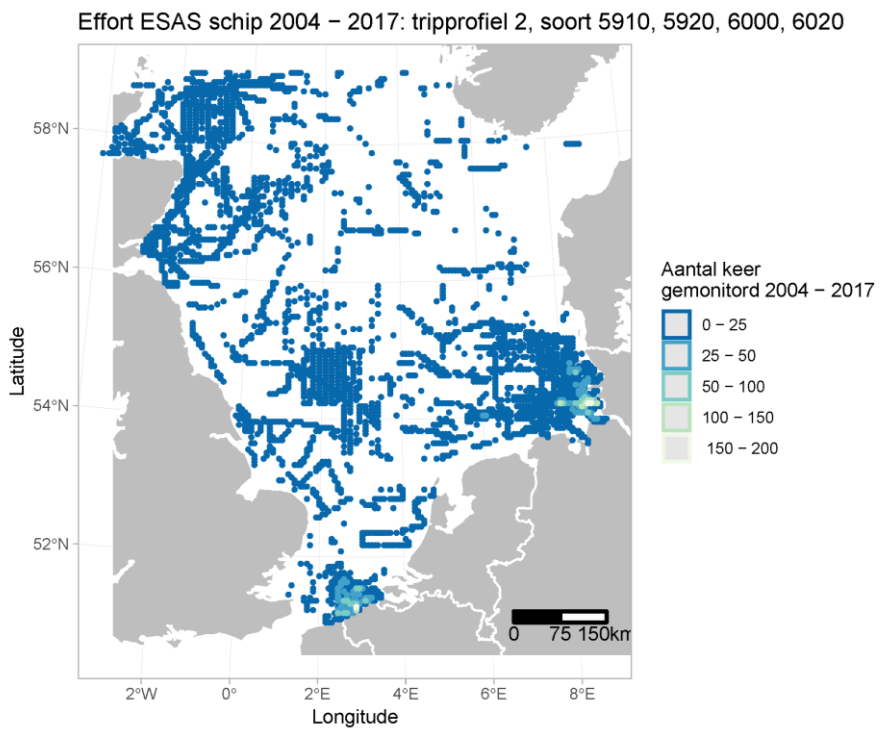 Effort ESAS schip 2004 − 2017: tripprofiel 2, soort 5910, 5920, 6000, 6020
58°N
56°N
54°N
52°N
Latitude
2°W
0°
2°E
4°E
6°E
8°E
Longitude
0
75
150km
Aantal keer
gemonitord 2004 − 2017
0 − 25
25 − 50
50 − 100
100 − 150
150 − 200